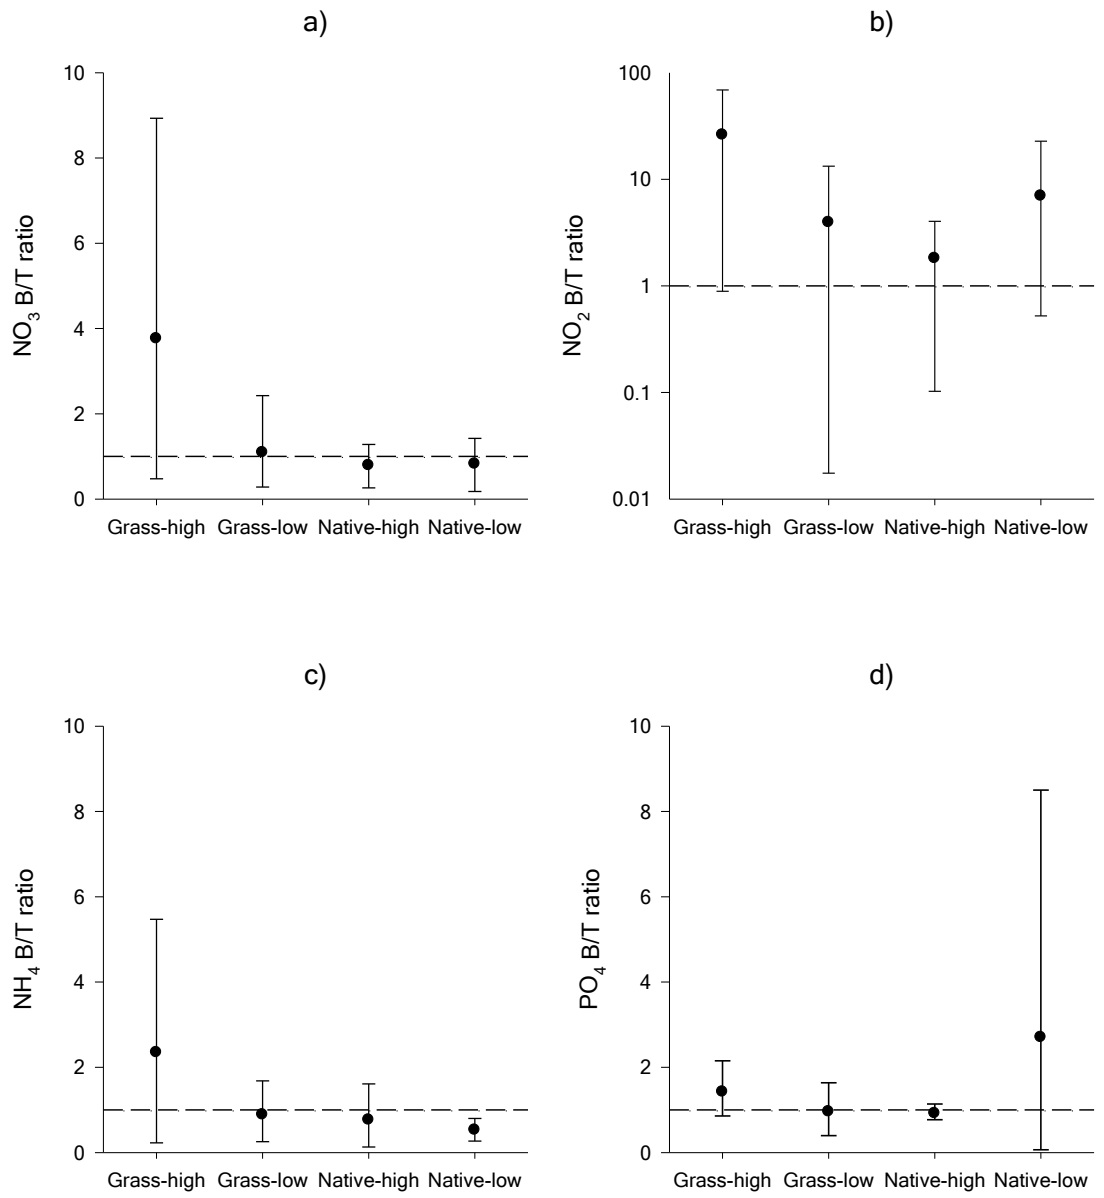 a)
10
8
6
4
2
0
NO3 B/T ratio
Grass-high Grass-low Native-high Native-low
b)
100
10
1
0.1
0.01
NO2 B/T ratio
Grass-high Grass-low Native-high Native-low
c)
10
8
6
4
2
0
NH4 B/T ratio
Grass-high Grass-low Native-high Native-low
d)
10
8
6
4
2
0
PO4 B/T ratio
Grass-high Grass-low Native-high Native-low